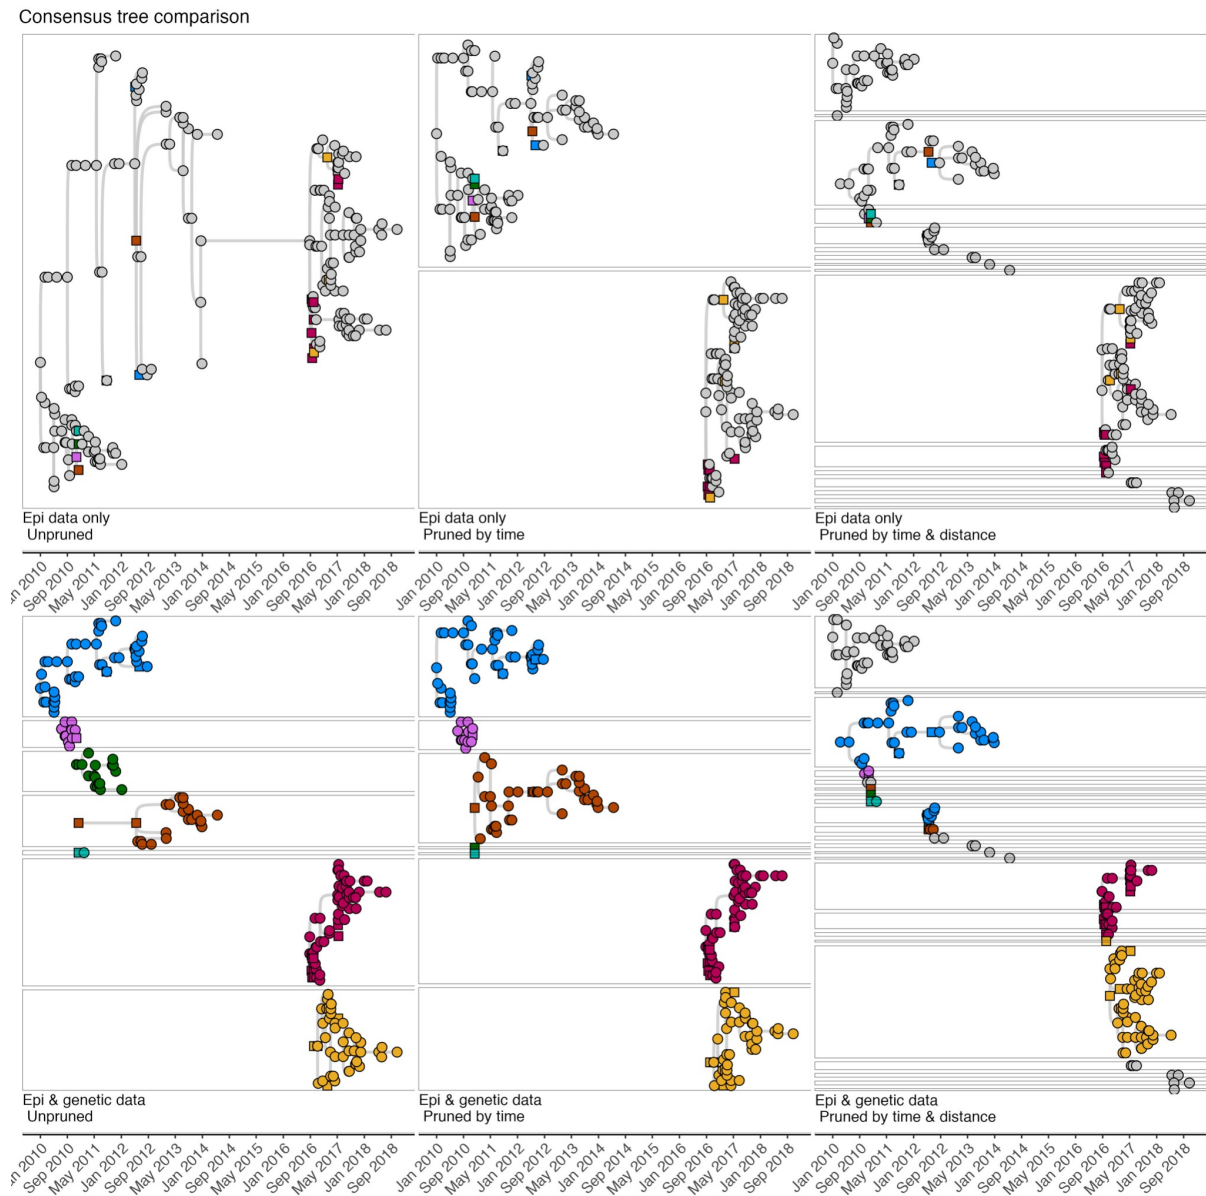 Consensus tree comparison
Epi data only
Unpruned
Epi data only
Pruned by time
Epi data only
Pruned by time & distance
Jan 2010 Sep 2010 May 2011 Jan 2012 Sep 2012 May 2013 Jan 2014 Sep 2014 May 2015 Jan 2016 Sep 2016 May 2017 Jan 2018 Sep 2018
Jan 2010 Sep 2010 May 2011 Jan 2012 Sep 2012 May 2013 Jan 2014 Sep 2014 May 2015 Jan 2016 Sep 2016 May 2017 Jan 2018 Sep 2018
Jan 2010 Sep 2010 May 2011 Jan 2012 Sep 2012 May 2013 Jan 2014 Sep 2014 May 2015 Jan 2016 Sep 2016 May 2017 Jan 2018 Sep 2018
Epi & genetic data
Unpruned
Epi & genetic data
Pruned by time
Epi & genetic data
Pruned by time & distance
an 2010 Sep 2010 May 2011 Jan 2012 Sep 2012 May 2013 Jan 2014 Sep 2014 May 2015 Jan 2016 Sep 2016 May 2017 Jan 2018 Sep 2018
Jan 2010 Sep 2010 May 2011 Jan 2012 Sep 2012 May 2013 Jan 2014 Sep 2014 May 2015 Jan 2016 Sep 2016 May 2017 Jan 2018 Sep 2018
Jan 2010 Sep 2010 May 2011 Jan 2012 Sep 2012 May 2013 Jan 2014 Sep 2014 May 2015 Jan 2016 Sep 2016 May 2017 Jan 2018 Sep 2018